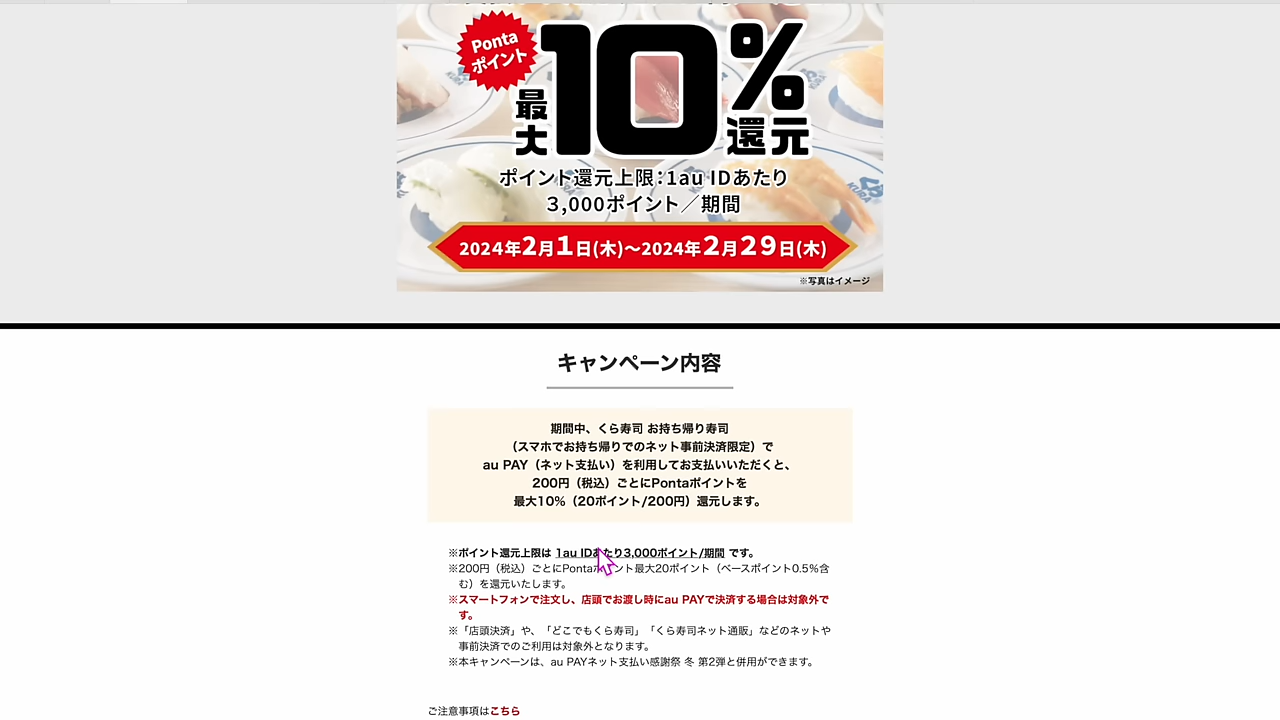 Ponta
ポイント
最大10%還元
ポイント還元上限:1au IDあたり
3,000ポイント/期間
2024年2月1日(木)〜2024年2月29日(木)
※写真はイメージ
キャンペーン内容
期間中、くら寿司 お持ち帰り寿司
（スマホでお持ち帰りでのネット事前決済限定）で
au PAY（ネット支払い）を利用してお支払いいただくと、
200円（税込）ごとにPontaポイントを
最大10%（20ポイント/200円）還元します。
※ポイント還元上限は 1au IDあたり3,000ポイント/期間 です。
※200円（税込）ごとにPontaポイント最大20ポイント（ベースポイント0.5%含
む）を還元いたします。
※スマートフォンで注文し、店頭でお渡し時にau PAYで決済する場合は対象外で
す。
※「店頭決済」や、「どこでもくら寿司」「くら寿司ネット通販」などのネットや
事前決済でのご利用は対象外となります。
※本キャンペーンは、au PAYネット支払い感謝祭 冬 第2弾と併用ができます。
ご注意事項はこちら